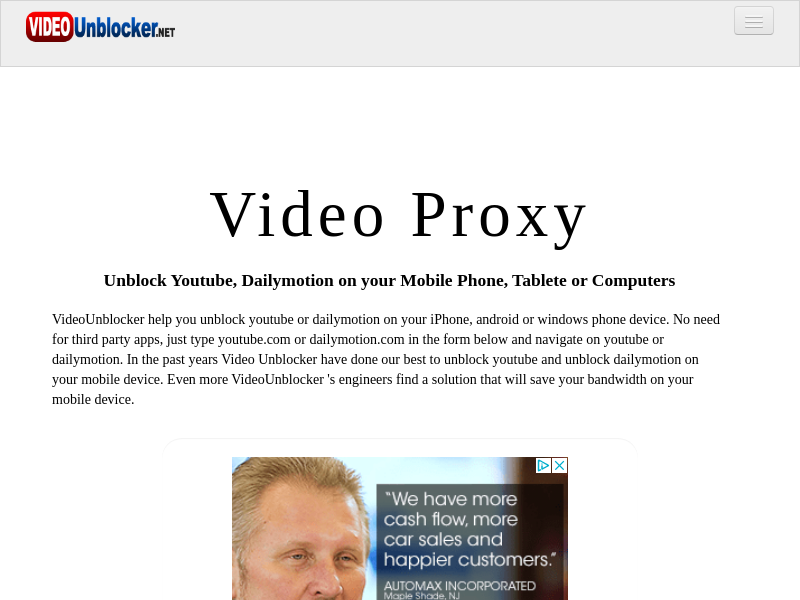 VIDEOUnblocker.NET
Video Proxy
Unblock Youtube, Dailymotion on your Mobile Phone, Tablete or Computers
VideoUnblocker help you unblock youtube or dailymotion on your iPhone, android or windows phone device. No need
for third party apps, just type youtube.com or dailymotion.com in the form below and navigate on youtube or
dailymotion. In the past years Video Unblocker have done our best to unblock youtube and unblock dailymotion on
your mobile device. Even more VideoUnblocker 's engineers find a solution that will save your bandwidth on your
mobile device.
“We have more
cash flow, more
car sales and
happier customers.”
AUTOMAX INCORPORATED
Maple Shade, NJ